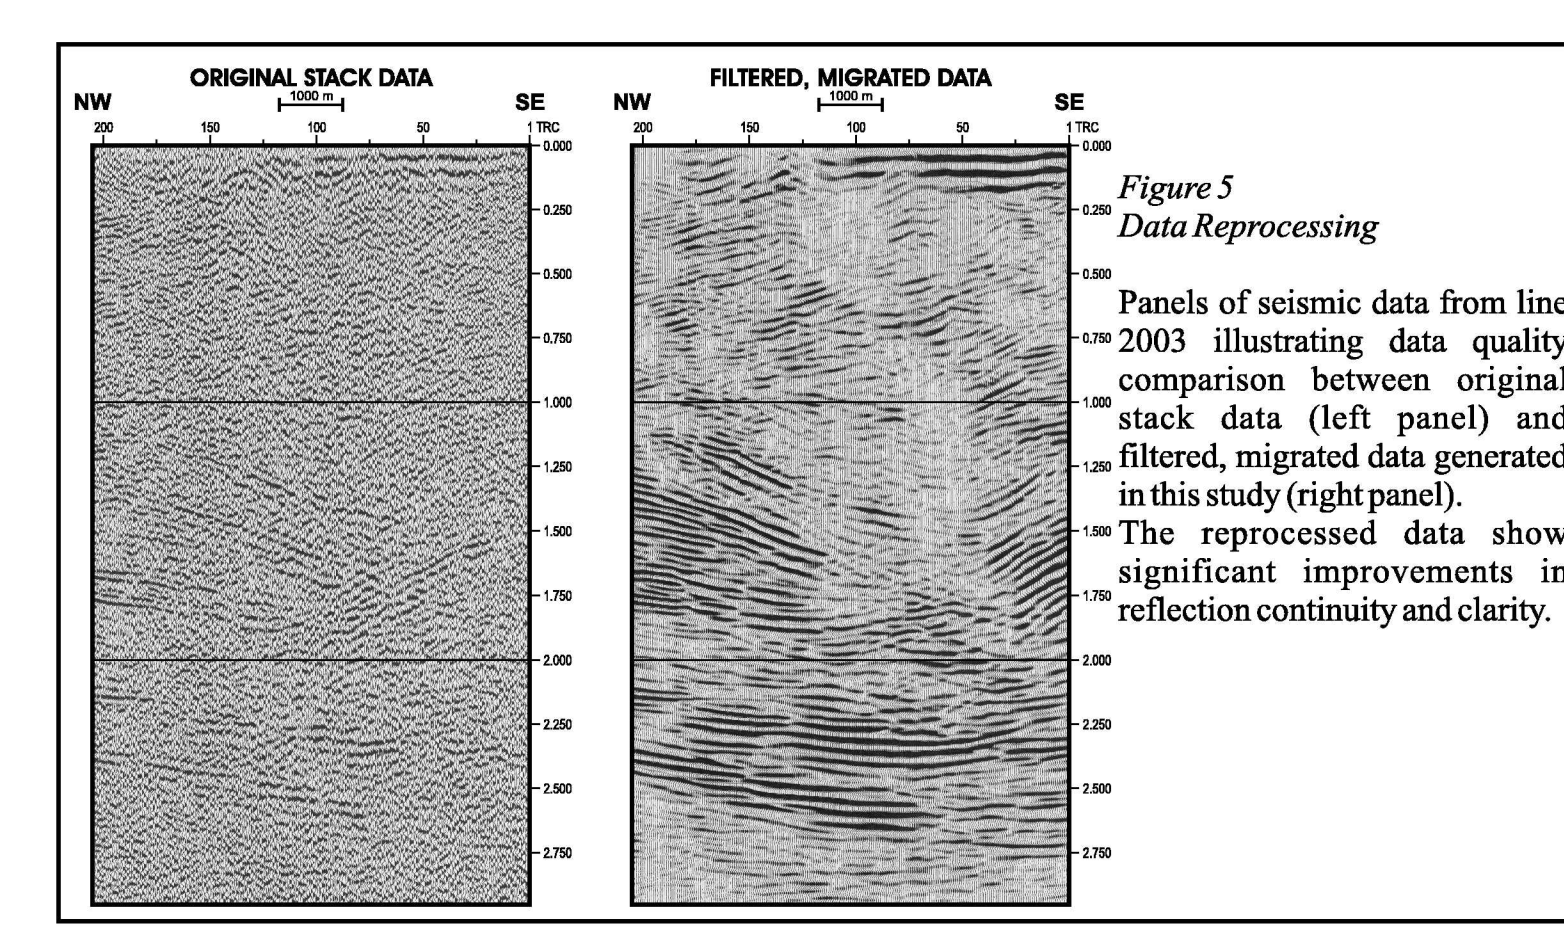 ORIGINAL STACK DATA
1000 m
NW SE
200 150 100 50 1 TRC
0.000
0.250
0.500
0.750
1.000
1.250
1.500
1.750
2.000
2.250
2.500
2.750
FILTERED, MIGRATED DATA
1000 m
NW SE
200 150 100 50 1 TRC
0.000
0.250
0.500
0.750
1.000
1.250
1.500
1.750
2.000
2.250
2.500
2.750
Figure 5
Data Reprocessing
Panels of seismic data from line
2003 illustrating data quality
comparison between original
stack data (left panel) and
filtered, migrated data generated
in this study (right panel).
The reprocessed data show
significant improvements in
reflection continuity and clarity.